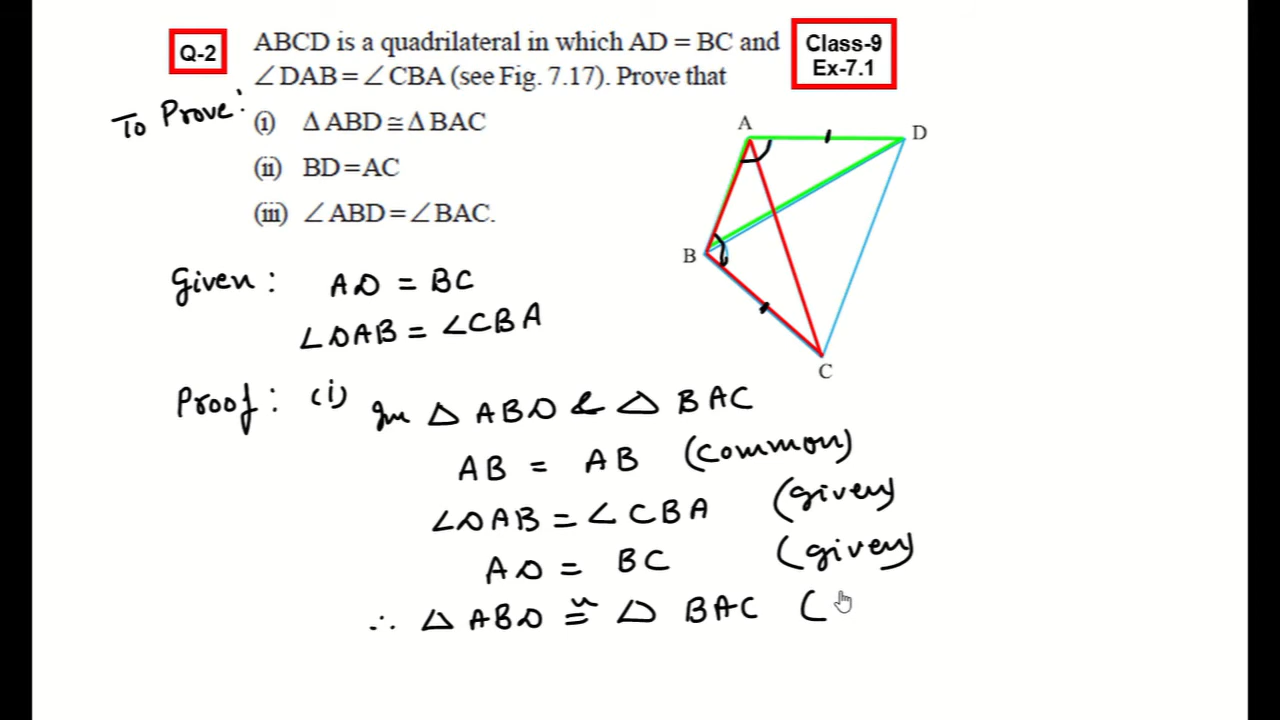 Q-2
ABCD is a quadrilateral in which AD = BC and
∠DAB = ∠CBA (see Fig. 7.17). Prove that
Class-9
Ex-7.1
To Prove:
(i) Δ ABD ≅ Δ BAC
(ii) BD = AC
(iii) ∠ABD = ∠BAC.
A
D
B
C
Given : AD = BC
∠DAB = ∠CBA
Proof : (i) In Δ ABD & Δ BAC
AB = AB (common)
∠DAB = ∠CBA (given)
AD = BC (given)
∴ Δ ABD ≅ Δ BAC (